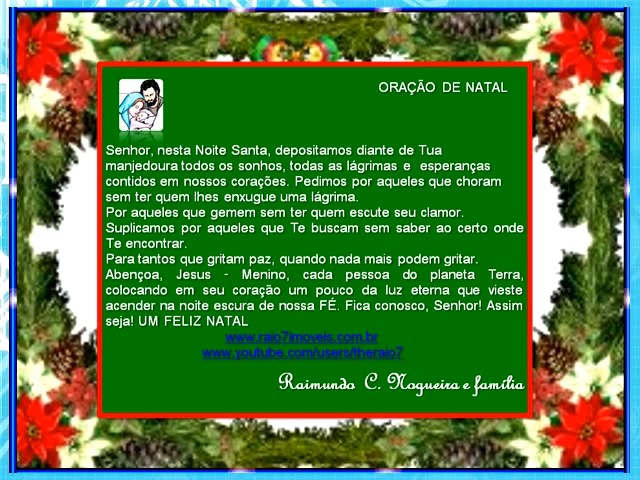 ORAÇÃO DE NATAL
Senhor, nesta Noite Santa, depositamos diante de Tua
manjedoura todos os sonhos, todas as lágrimas e esperanças
contidos em nossos corações. Pedimos por aqueles que choram
sem ter quem lhes enxugue uma lágrima.
Por aqueles que gemem sem ter quem escute seu clamor.
Suplicamos por aqueles que Te buscam sem saber ao certo onde
Te encontrar.
Para tantos que gritam paz, quando nada mais podem gritar.
Abençoa, Jesus - Menino, cada pessoa do planeta Terra,
colocando em seu coração um pouco da luz eterna que vieste
acender na noite escura de nossa FÉ. Fica conosco, Senhor! Assim
seja! UM FELIZ NATAL
www.raio7imoveis.com.br
www.youtube.com/users/theraio7
Raimundo C. Nogueira e família